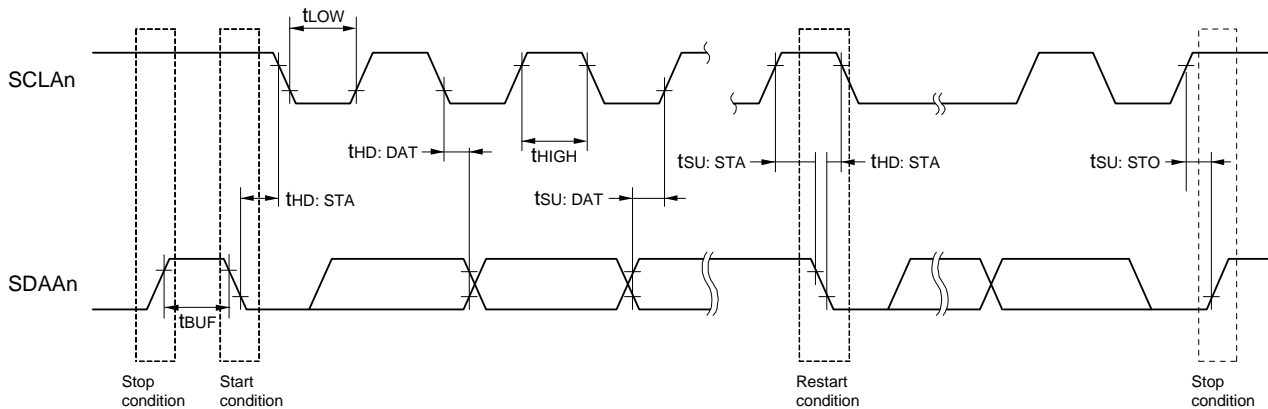 tLOW
SCLAn
tHD: DAT
tHIGH
tSU: STA
tHD: STA
tSU: STO
tHD: STA
tSU: DAT
SDAAn
tBUF
Stop
condition
Start
condition
Restart
condition
Stop
condition